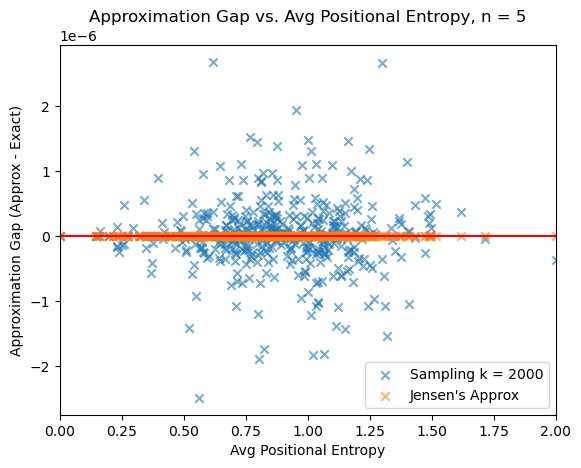 Approximation Gap vs. Avg Positional Entropy, n = 5
1e−6
2
1
0
−1
−2
Approximation Gap (Approx - Exact)
0.00 0.25 0.50 0.75 1.00 1.25 1.50 1.75 2.00
Avg Positional Entropy
Sampling k = 2000
Jensen's Approx